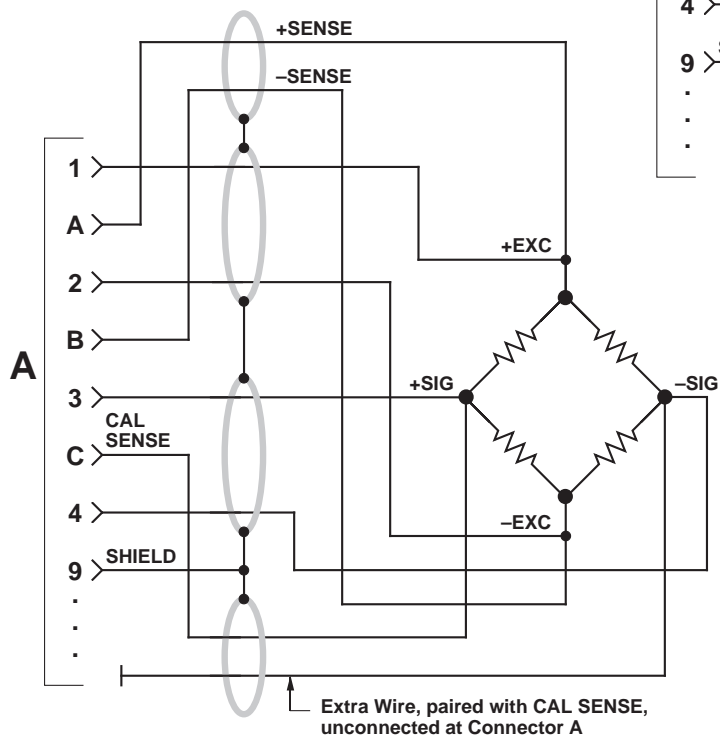 +SENSE
–SENSE
4
9 S
.
.
.
1
A
+EXC
2
B
A
3
+SIG
–SIG
CAL
SENSE
C
4
–EXC
9 SHIELD
.
.
.
Extra Wire, paired with CAL SENSE,
unconnected at Connector A